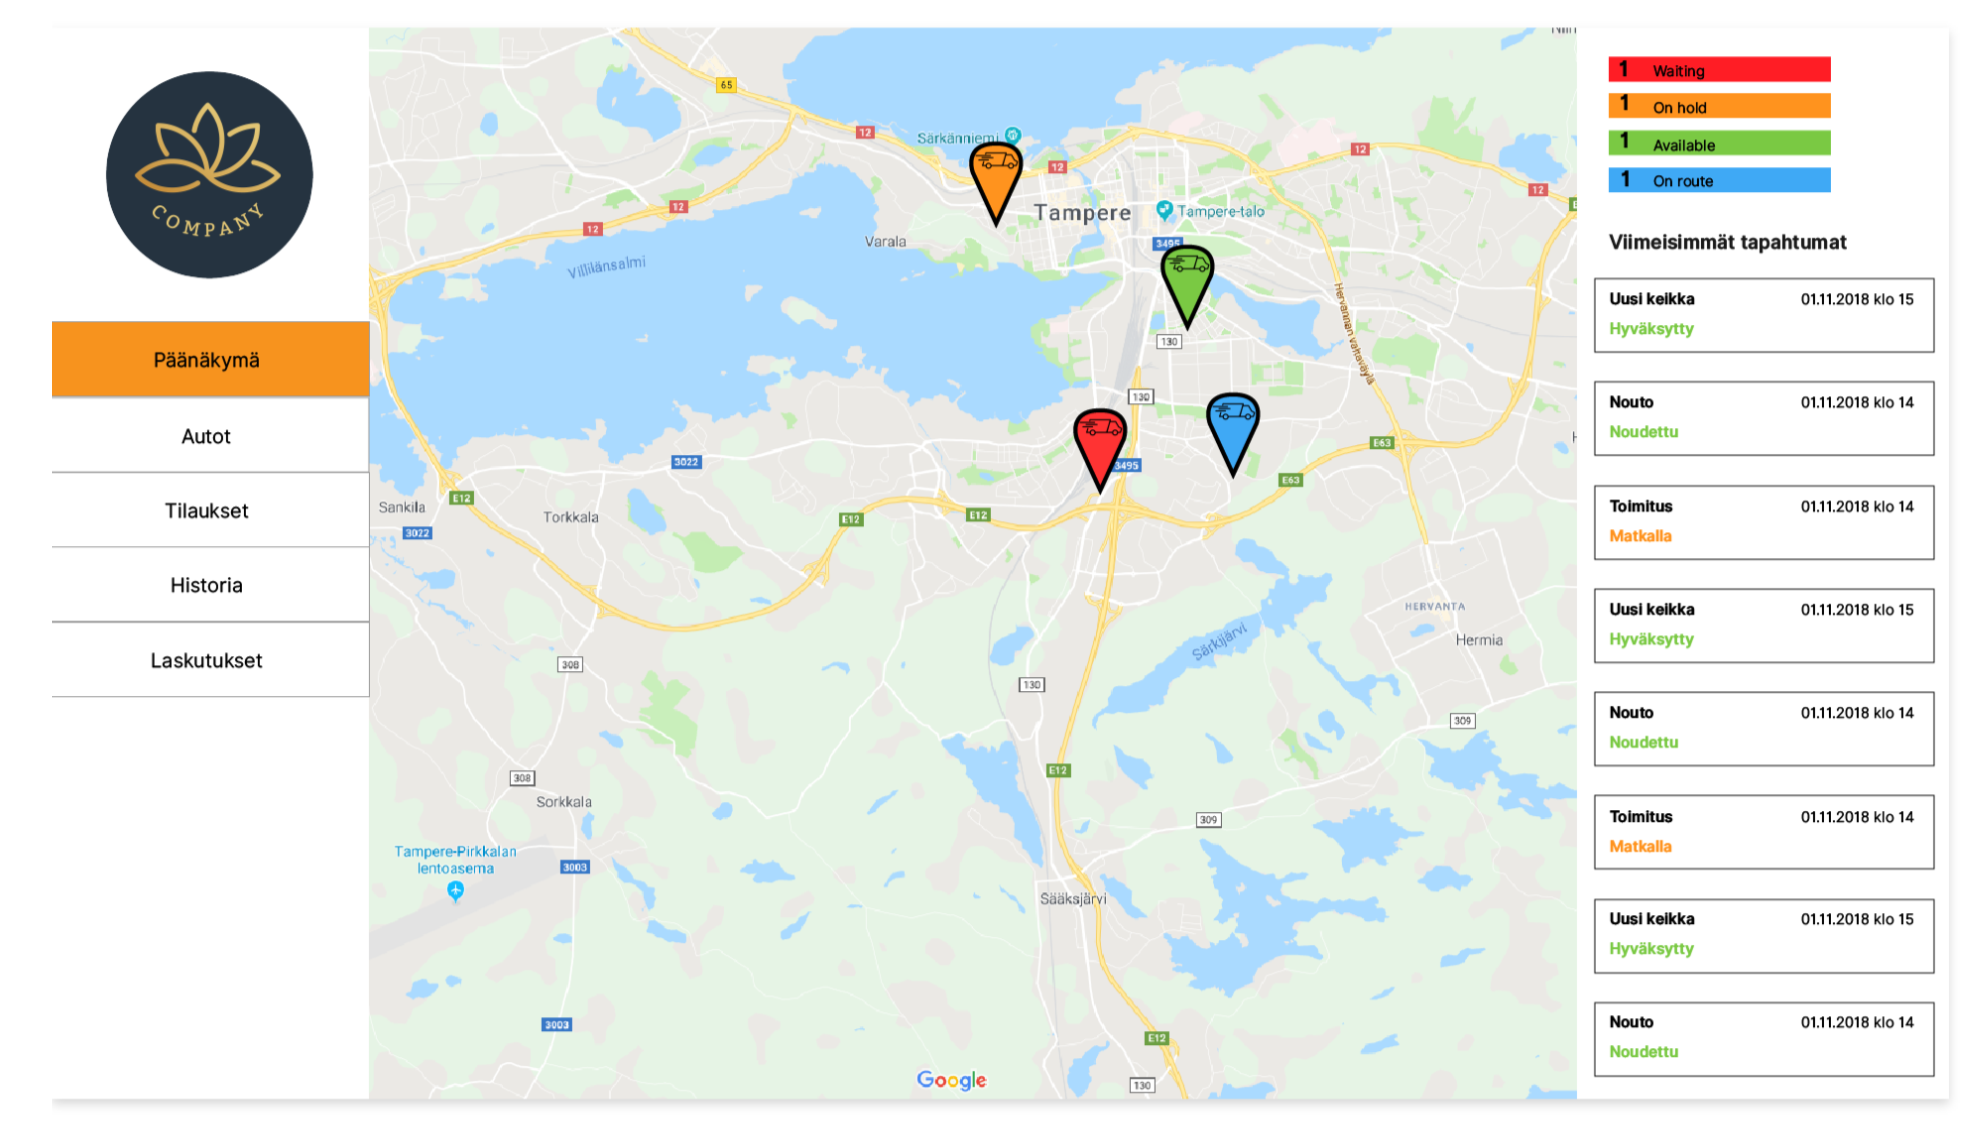 COMPANY
Päänäkymä
Autot
Tilaukset
Historia
Laskutukset
65
12
Särkänniemi
12
12
12
12
12
Tampere
Tampere-talo
Varala
3495
Villilänsalmi
Hervannan valtaväylä
130
130
E63
3022
3495
E63
Sankila
E12
Torkkala
E12
E12
3022
HERVANTA
Hermia
Särkijärvi
308
130
309
E12
308
Sorkkala
309
Tampere-Pirkkalan
lentoasema
3003
Sääksjärvi
3003
E12
Google
130
1 Waiting
1 On hold
1 Available
1 On route
Viimeisimmät tapahtumat
Uusi keikka 01.11.2018 klo 15
Hyväksytty
Nouto 01.11.2018 klo 14
Noudettu
Toimitus 01.11.2018 klo 14
Matkalla
Uusi keikka 01.11.2018 klo 15
Hyväksytty
Nouto 01.11.2018 klo 14
Noudettu
Toimitus 01.11.2018 klo 14
Matkalla
Uusi keikka 01.11.2018 klo 15
Hyväksytty
Nouto 01.11.2018 klo 14
Noudettu